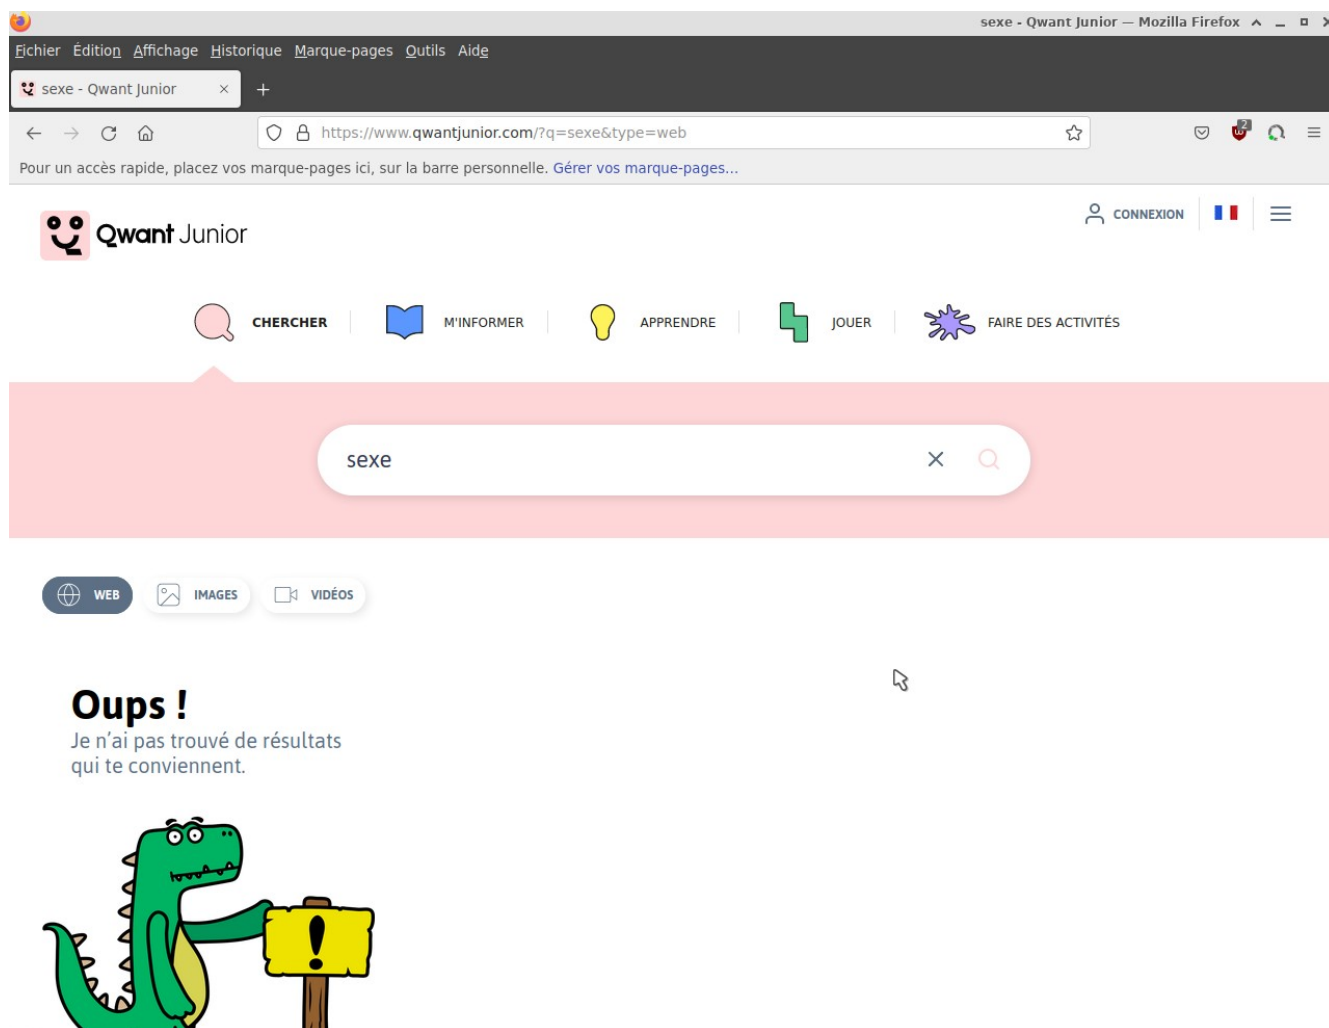 sexe - Qwant Junior — Mozilla Firefox
Fichier Édition Affichage Historique Marque-pages Outils Aide
sexe - Qwant Junior
https://www.qwantjunior.com/?q=sexe&type=web
2
Pour un accès rapide, placez vos marque-pages ici, sur la barre personnelle. Gérer vos marque-pages...
Qwant Junior
CONNEXION
CHERCHER M'INFORMER APPRENDRE JOUER FAIRE DES ACTIVITÉS
sexe
WEB IMAGES VIDÉOS
Oups !
Je n'ai pas trouvé de résultats
qui te conviennent.
!